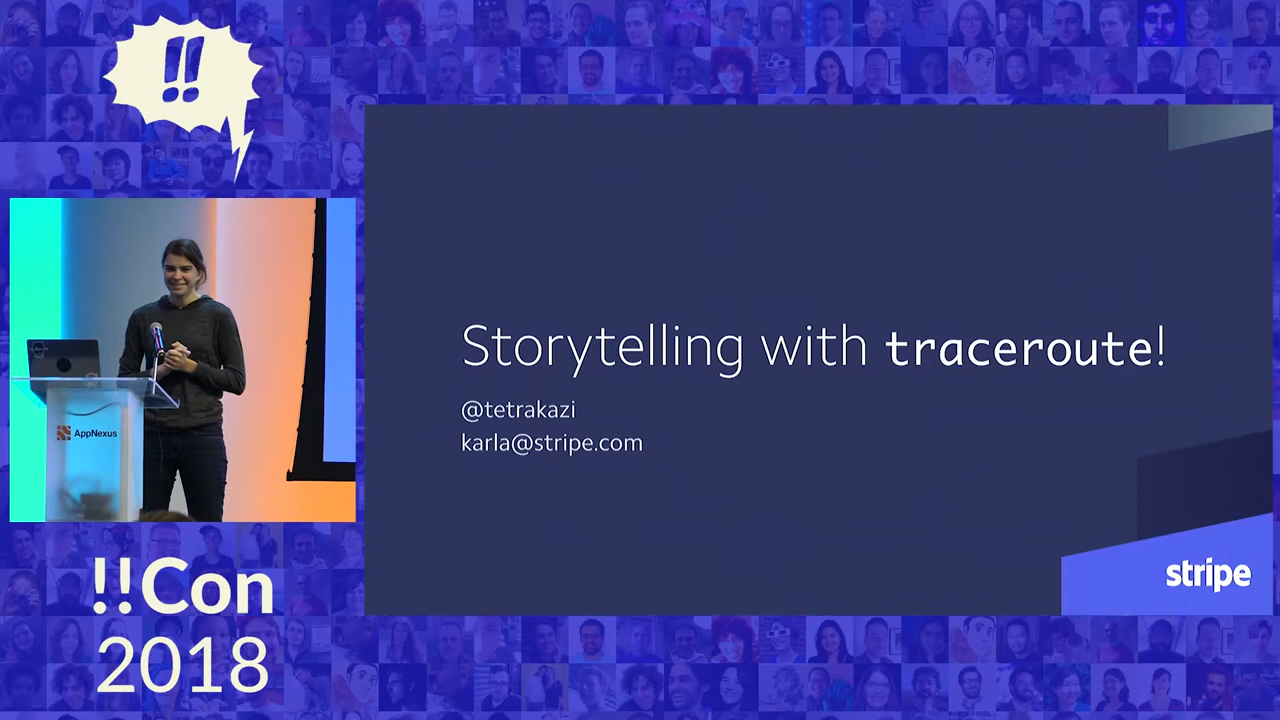 !!
AppNexus
!!Con
2018
Storytelling with traceroute!
@tetrakazi
karla@stripe.com
stripe